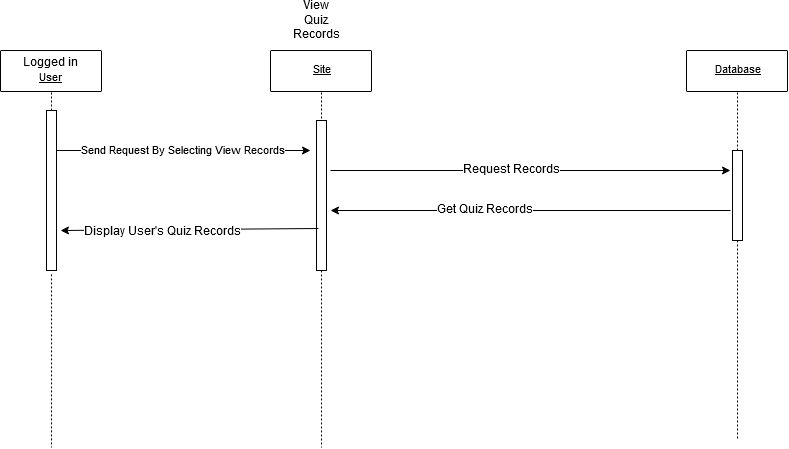 View
Quiz
Records
Logged in
User
Site
Database
Send Request By Selecting View Records
Request Records
Get Quiz Records
Display User's Quiz Records